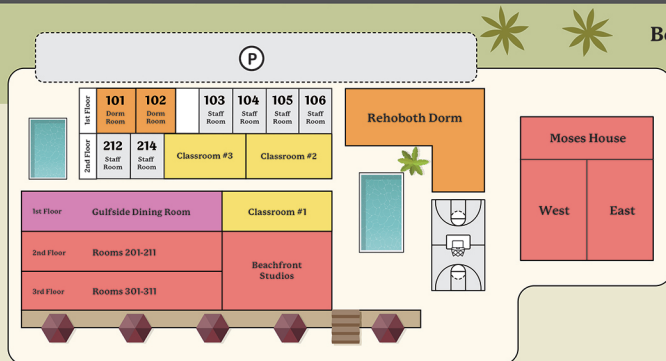 P
1st Floor
101
Dorm
Room
102
Dorm
Room
103
Staff
Room
104
Staff
Room
105
Staff
Room
106
Staff
Room
2nd Floor
212
Staff
Room
214
Staff
Room
Classroom #3
Classroom #2
Rehoboth Dorm
Moses House
West
East
1st Floor
Gulfside Dining Room
Classroom #1
2nd Floor
Rooms 201-211
Beachfront
Studios
3rd Floor
Rooms 301-311